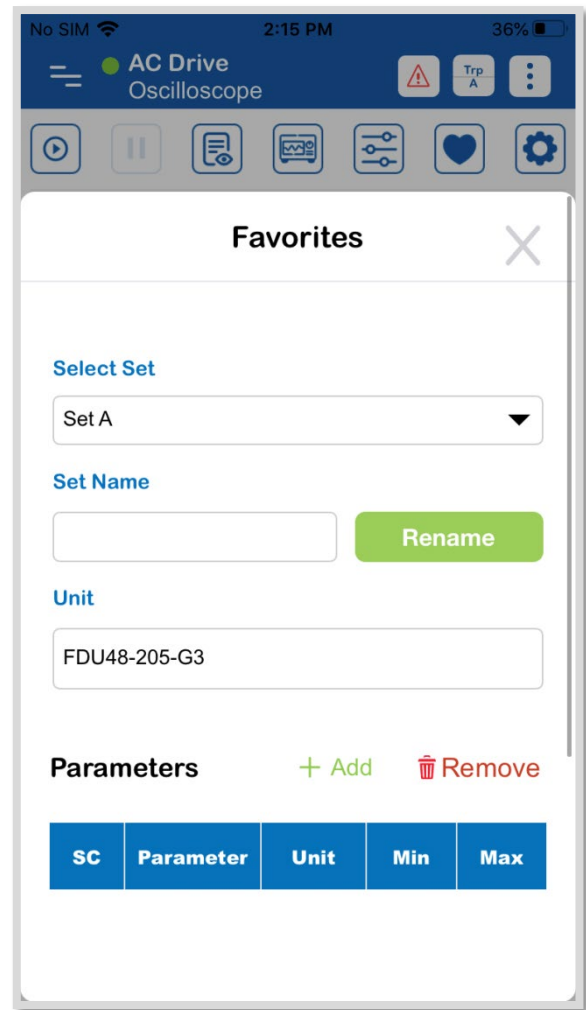 No SIM 2:15 PM 36%
AC Drive
Oscilloscope
Trp
A
Favorites
Select Set
Set A
Set Name
Rename
Unit
FDU48-205-G3
Parameters + Add Remove
SC Parameter Unit Min Max